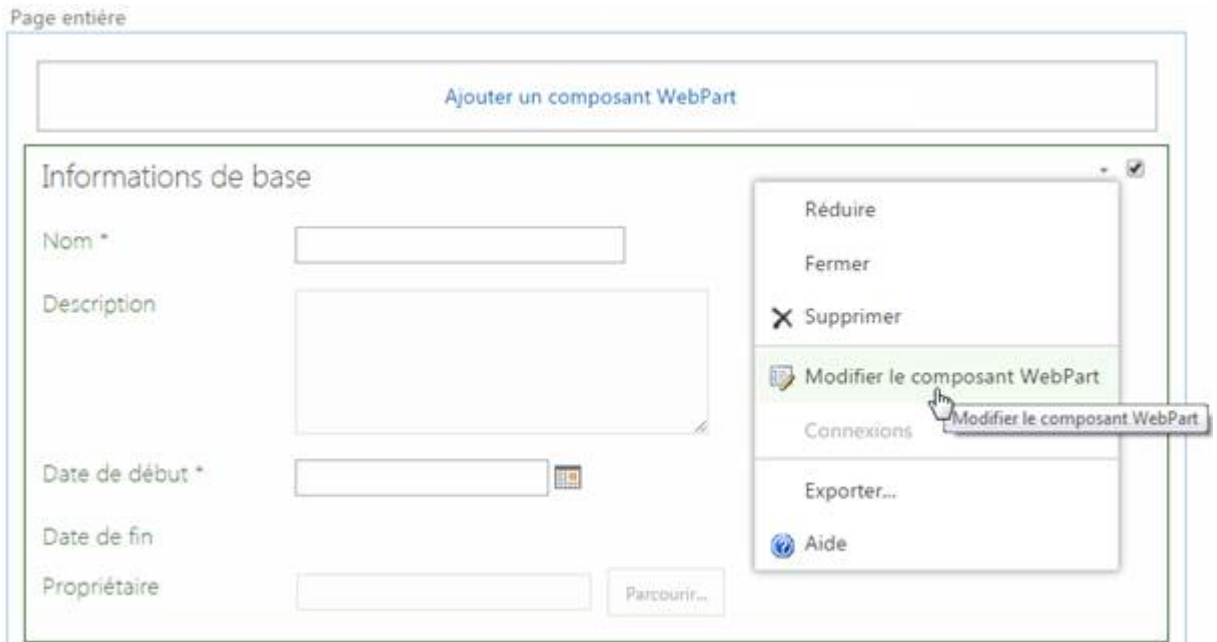 Page entière
Ajouter un composant WebPart
Informations de base
Nom *
Description
Date de début *
Date de fin
Propriétaire
Parcourir...
Réduire
Fermer
Supprimer
Modifier le composant WebPart
Modifier le composant WebPart
Connexions
Exporter...
Aide